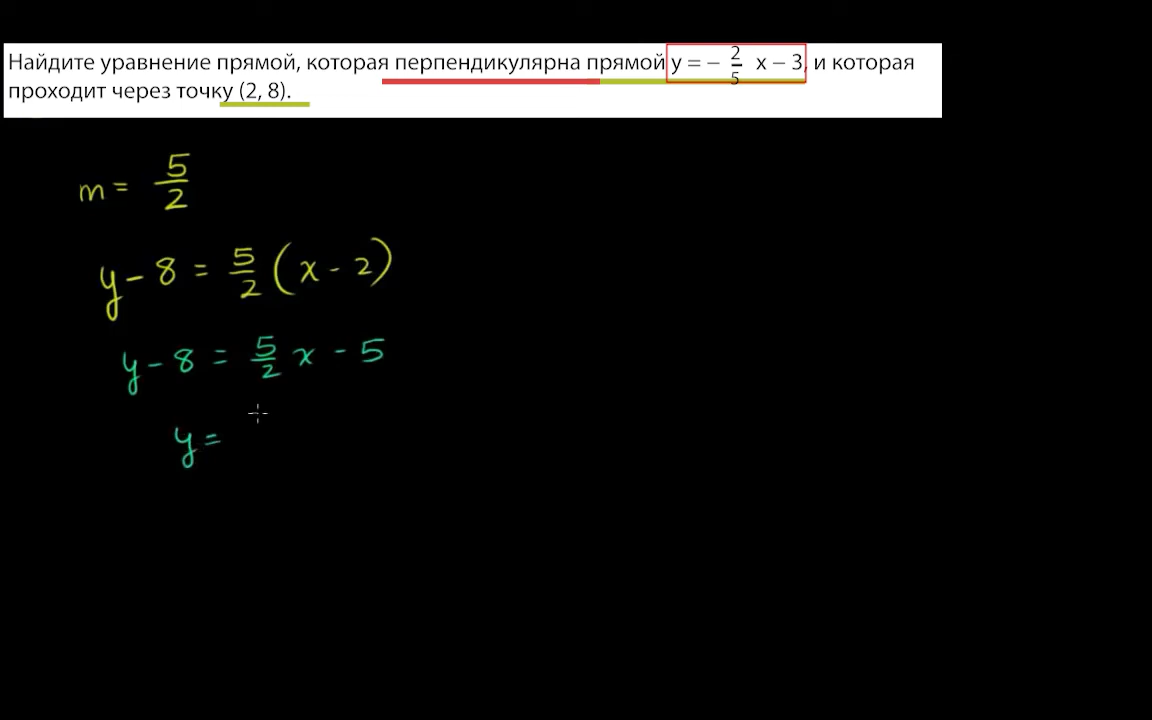 Найдите уравнение прямой, которая перпендикулярна прямой y = − 2/5 x − 3, и которая
проходит через точку (2, 8).
m = 5/2
y − 8 = 5/2 (x − 2)
y − 8 = 5/2 x − 5
y =